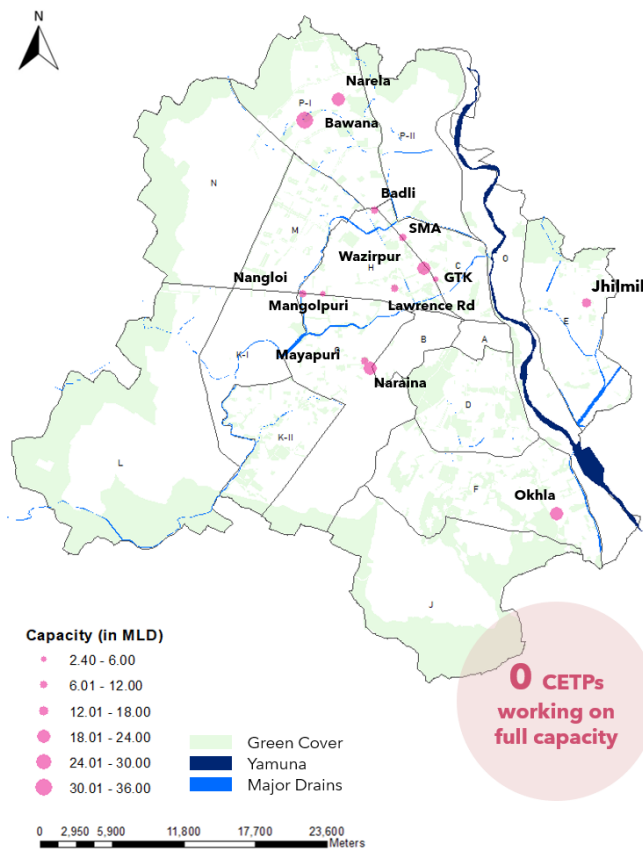 N
Narela
P-I
Bawana
P-II
N
Badli
M
SMA
Wazirpur
H
C
O
Nangloi
GTK
Jhilmil
Mangolpuri
Lawrence Rd
E
Mayapuri
K-I
G
B
A
Naraina
D
K-II
L
F
Okhla
J
Capacity (in MLD)
2.40 - 6.00
6.01 - 12.00
12.01 - 18.00
18.01 - 24.00
24.01 - 30.00
30.01 - 36.00
Green Cover
Yamuna
Major Drains
0 CETPs
working on
full capacity
0 2,950 5,900 11,800 17,700 23,600
Meters